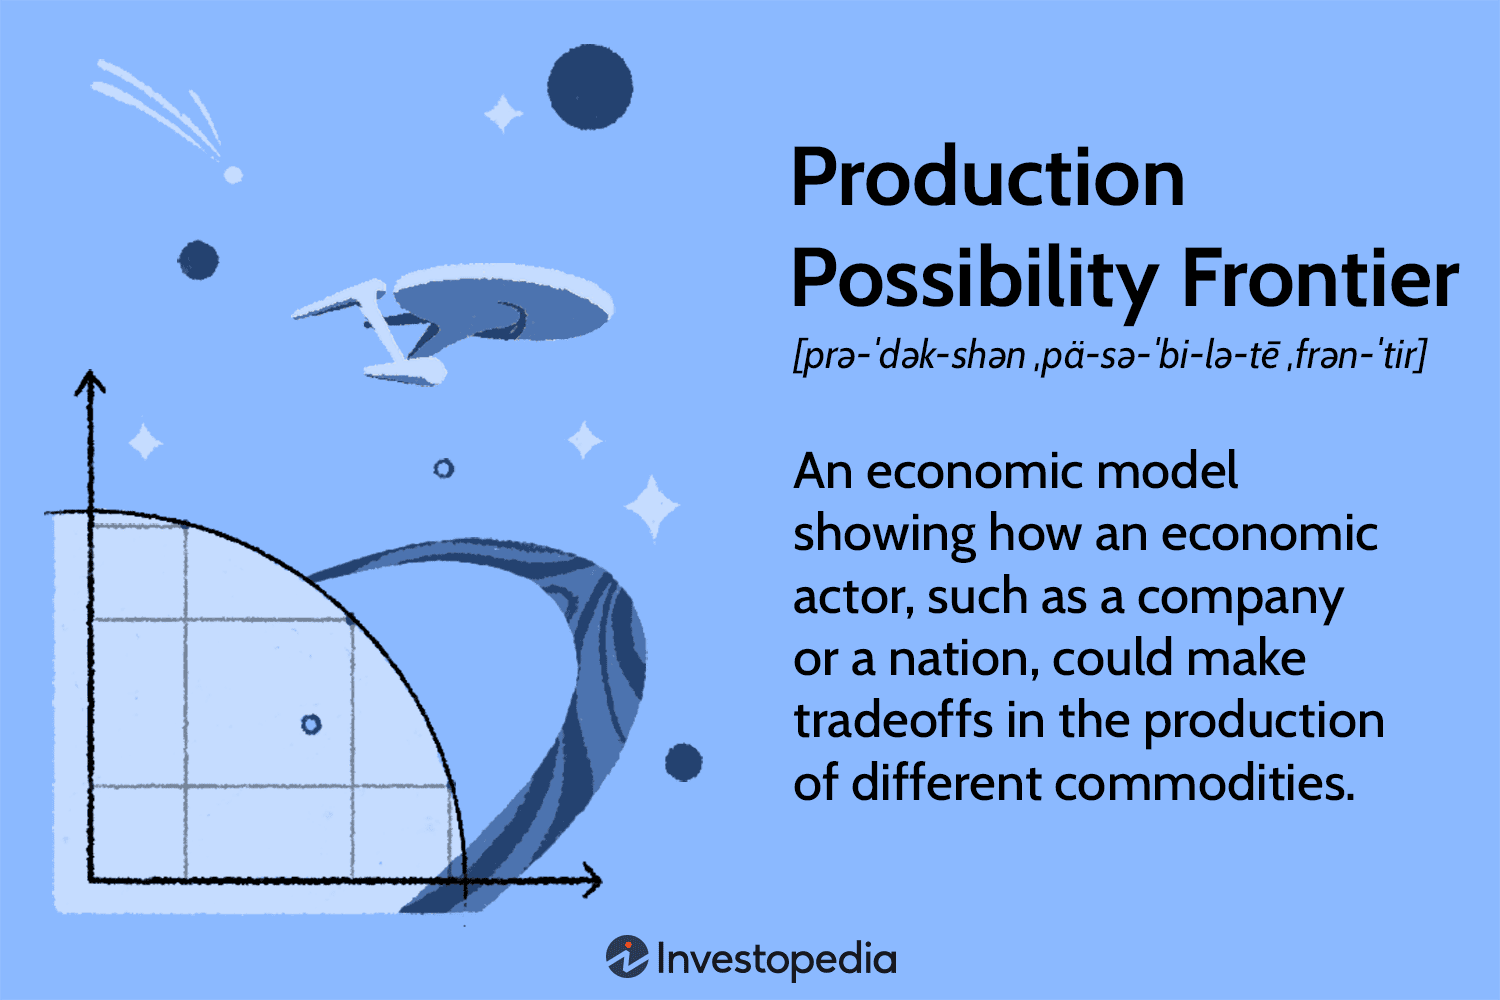 Production
Possibility Frontier
[prə-ˈdək-shən ˌpä-sə-ˈbi-lə-tē ˌfrən-ˈtir]
An economic model
showing how an economic
actor, such as a company
or a nation, could make
tradeoffs in the production
of different commodities.
Investopedia